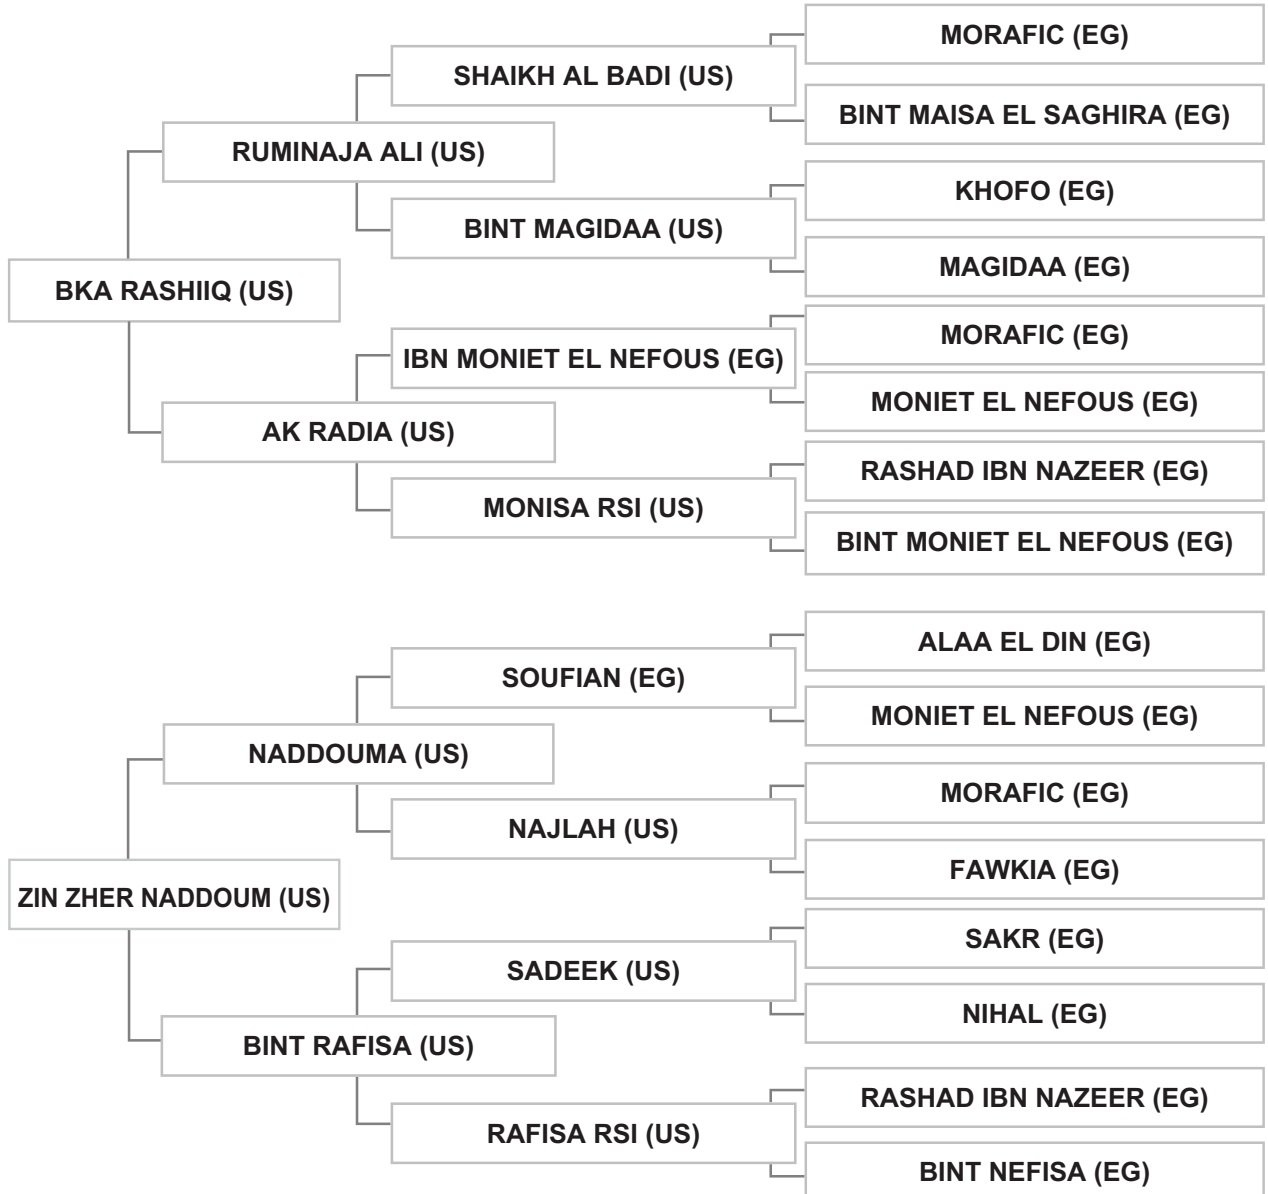 MORAFIC (EG)
SHAIKH AL BADI (US)
BINT MAISA EL SAGHIRA (EG)
RUMINAJA ALI (US)
KHOFO (EG)
BINT MAGIDAA (US)
MAGIDAA (EG)
BKA RASHIIQ (US)
MORAFIC (EG)
IBN MONIET EL NEFOUS (EG)
MONIET EL NEFOUS (EG)
AK RADIA (US)
RASHAD IBN NAZEER (EG)
MONISA RSI (US)
BINT MONIET EL NEFOUS (EG)
ALAA EL DIN (EG)
SOUFIAN (EG)
MONIET EL NEFOUS (EG)
NADDOUMA (US)
MORAFIC (EG)
NAJLAH (US)
FAWKIA (EG)
ZIN ZHER NADDOUM (US)
SAKR (EG)
SADEEK (US)
NIHAL (EG)
BINT RAFISA (US)
RASHAD IBN NAZEER (EG)
RAFISA RSI (US)
BINT NEFISA (EG)